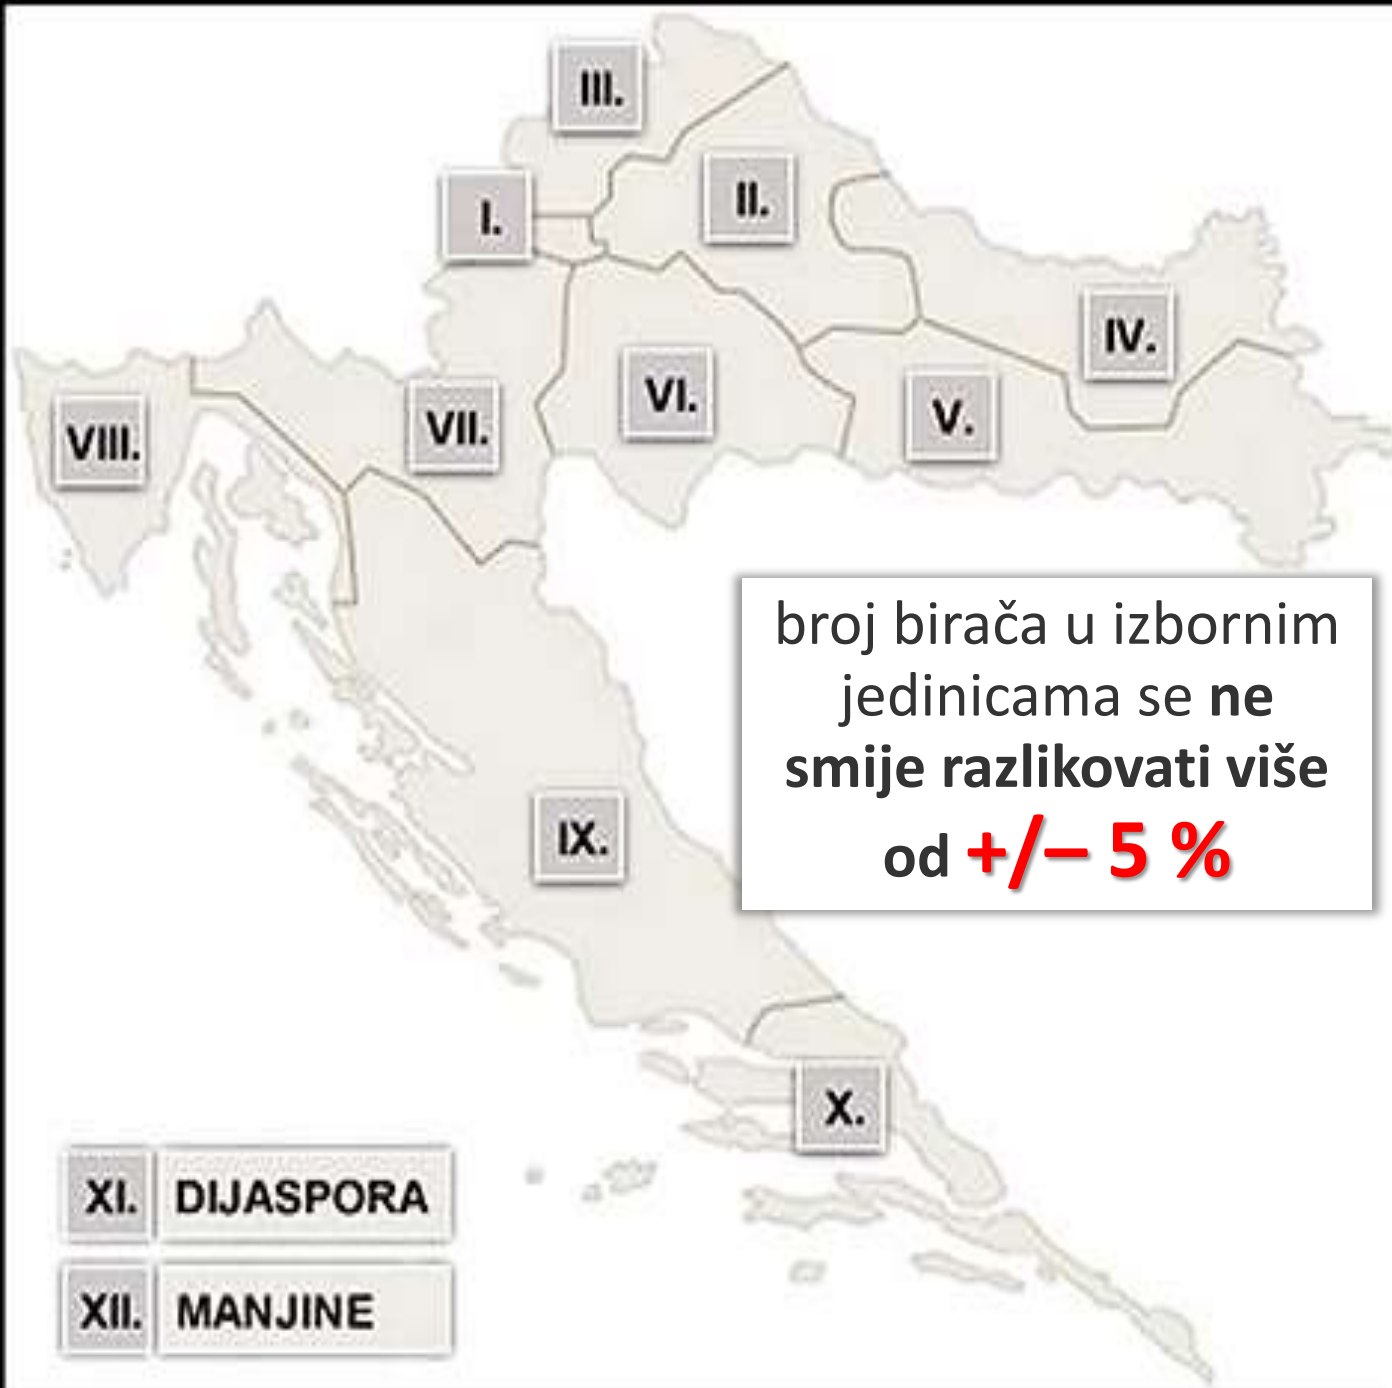 III.
II.
I.
IV.
VI.
V.
VII.
VIII.
broj birača u izbornim
jedinicama se ne
smije razlikovati više
od +/– 5 %
IX.
X.
XI. DIJASPORA
XII. MANJINE